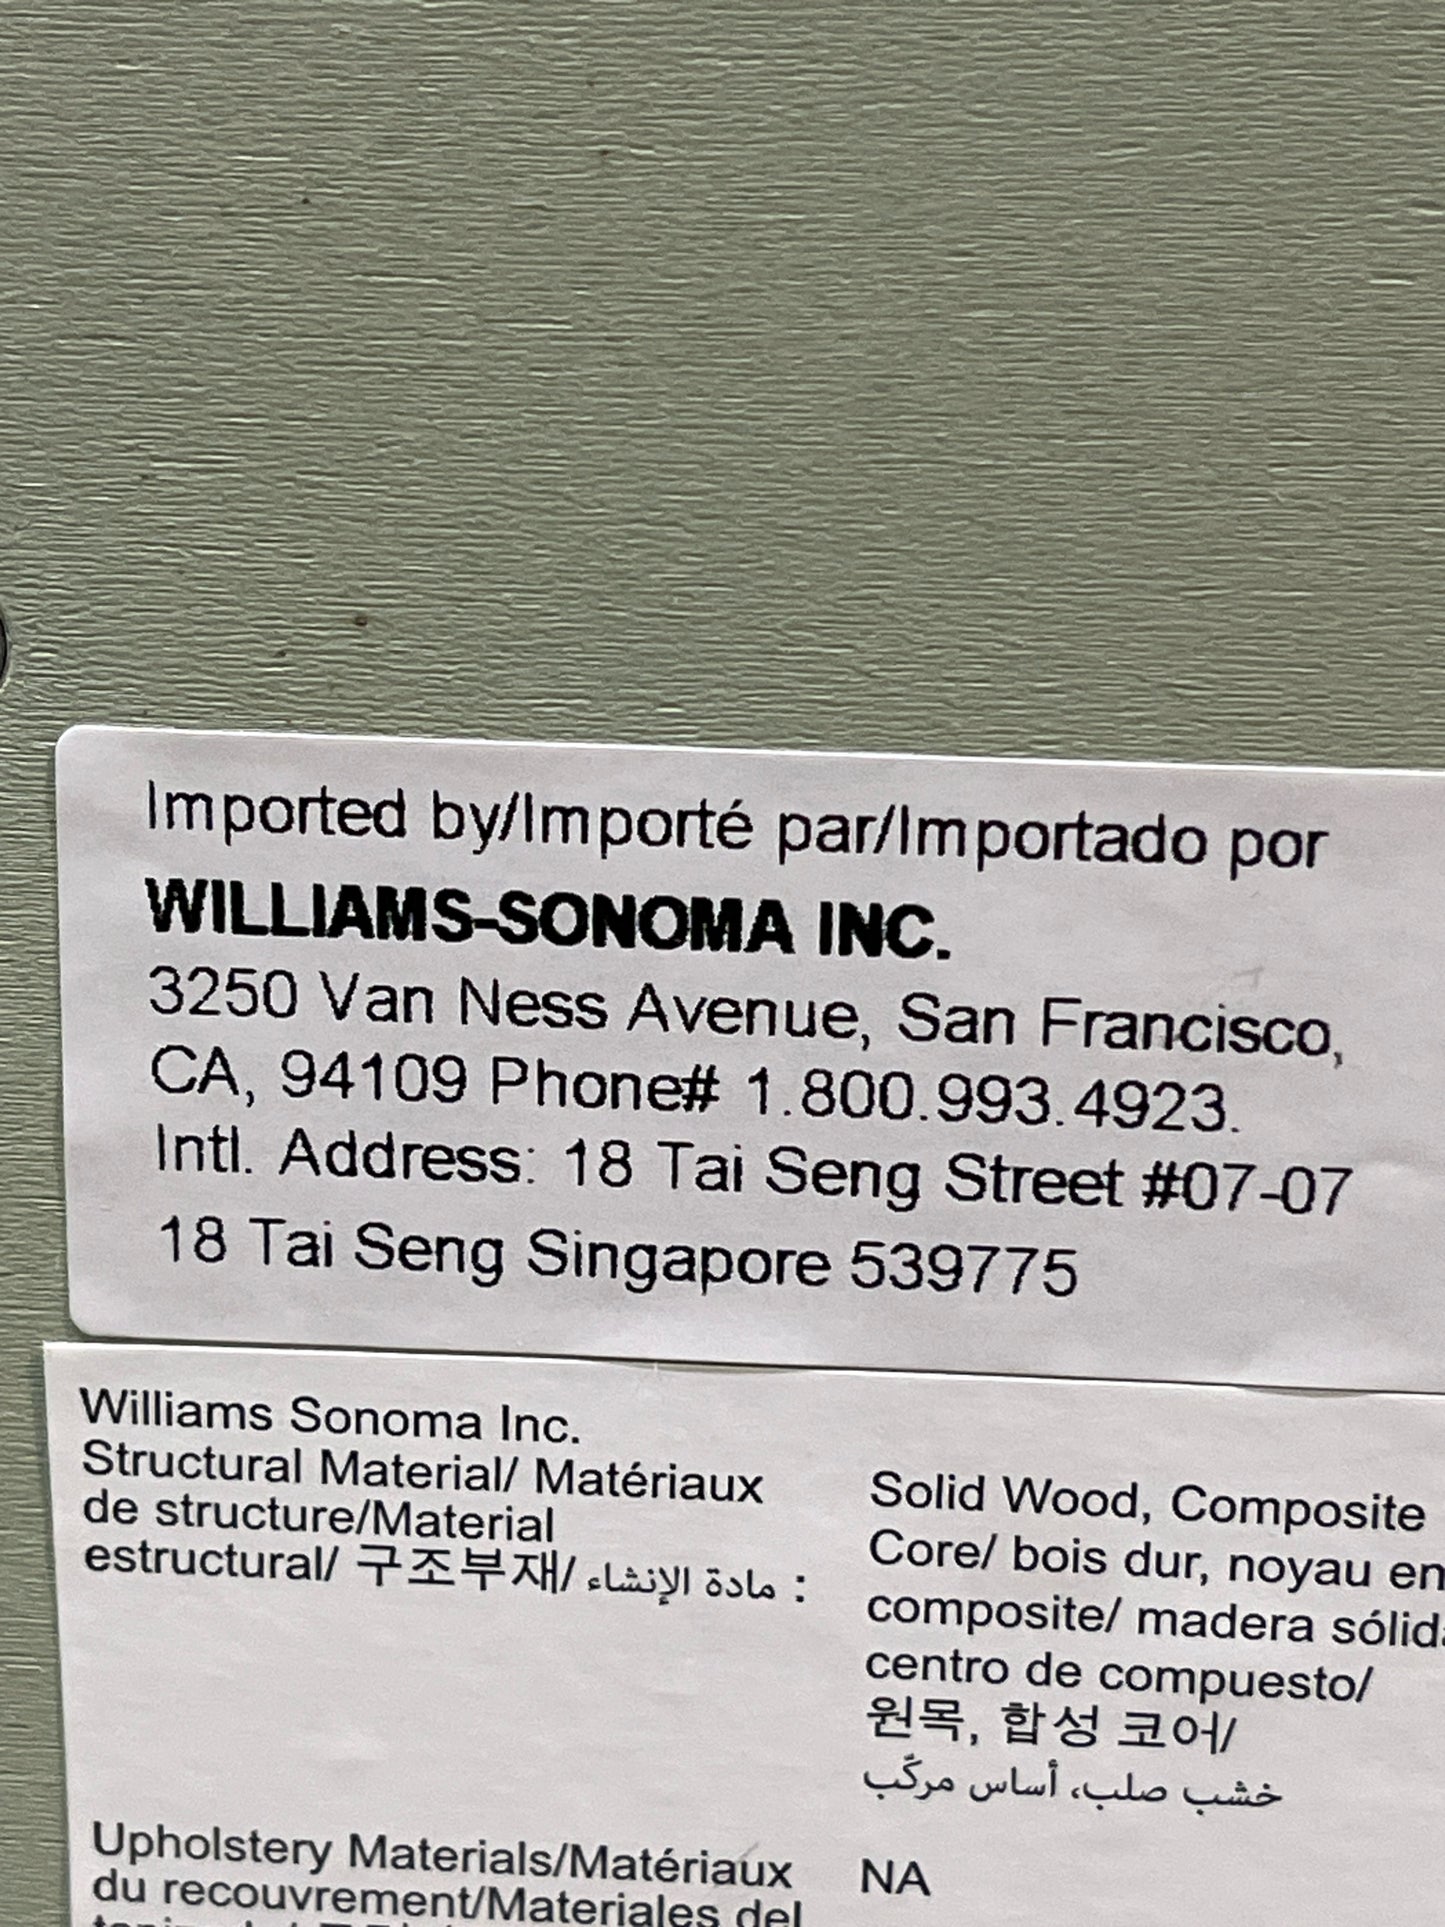 Imported by/Importé par/Importado por
WILLIAMS-SONOMA INC.
3250 Van Ness Avenue, San Francisco,
CA, 94109 Phone# 1.800.993.4923.
Intl. Address: 18 Tai Seng Street #07-07
18 Tai Seng Singapore 539775
Williams Sonoma Inc.
Structural Material/ Matériaux
de structure/Material
estructural/ 구조부재/ مادة الإنشاء :
Solid Wood, Composite
Core/ bois dur, noyau en
composite/ madera
centro de compuesto/
원목, 합성 코어/
خشب صلب، أساس مركّب
Upholstery Materials/Matériaux
du recouvrement/Materiales del
NA